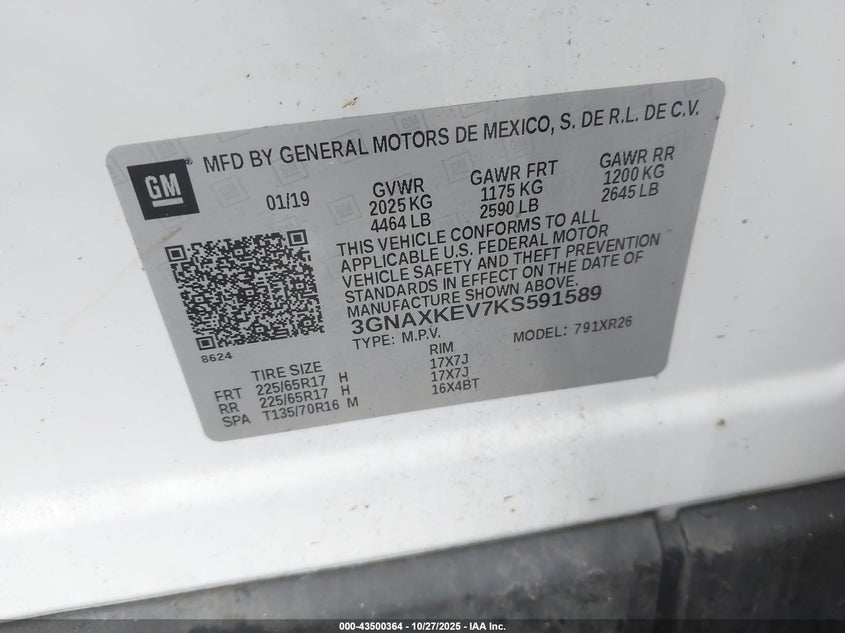 MFD BY GENERAL MOTORS DE MEXICO, S. DE R.L. DE C.V.
GM®
01/19
GVWR
2025 KG
4464 LB
GAWR FRT
1175 KG
2590 LB
GAWR RR
1200 KG
2645 LB
THIS VEHICLE CONFORMS TO ALL
APPLICABLE U.S. FEDERAL MOTOR
VEHICLE SAFETY AND THEFT PREVENTION
STANDARDS IN EFFECT ON THE DATE OF
MANUFACTURE SHOWN ABOVE.
3GNAXKEV7KS591589
TYPE: M.P.V. MODEL: 791XR26
8624
TIRE SIZE RIM
FRT 225/65R17 H 17X7J
RR 225/65R17 H 17X7J
SPA T135/70R16 M 16X4BT
000-43500364 - 10/27/2025 - IAA Inc.